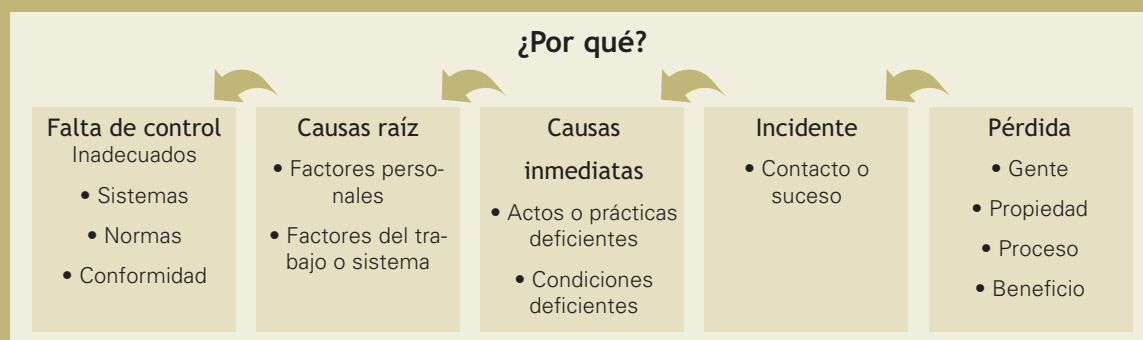 ¿Por qué?
Falta de control
Inadecuados
• Sistemas
• Normas
• Conformidad
Causas raíz
• Factores perso-
nales
• Factores del tra-
bajo o sistema
Causas
inmediatas
• Actos o prácticas
deficientes
• Condiciones
deficientes
Incidente
• Contacto o
suceso
Pérdida
• Gente
• Propiedad
• Proceso
• Beneficio